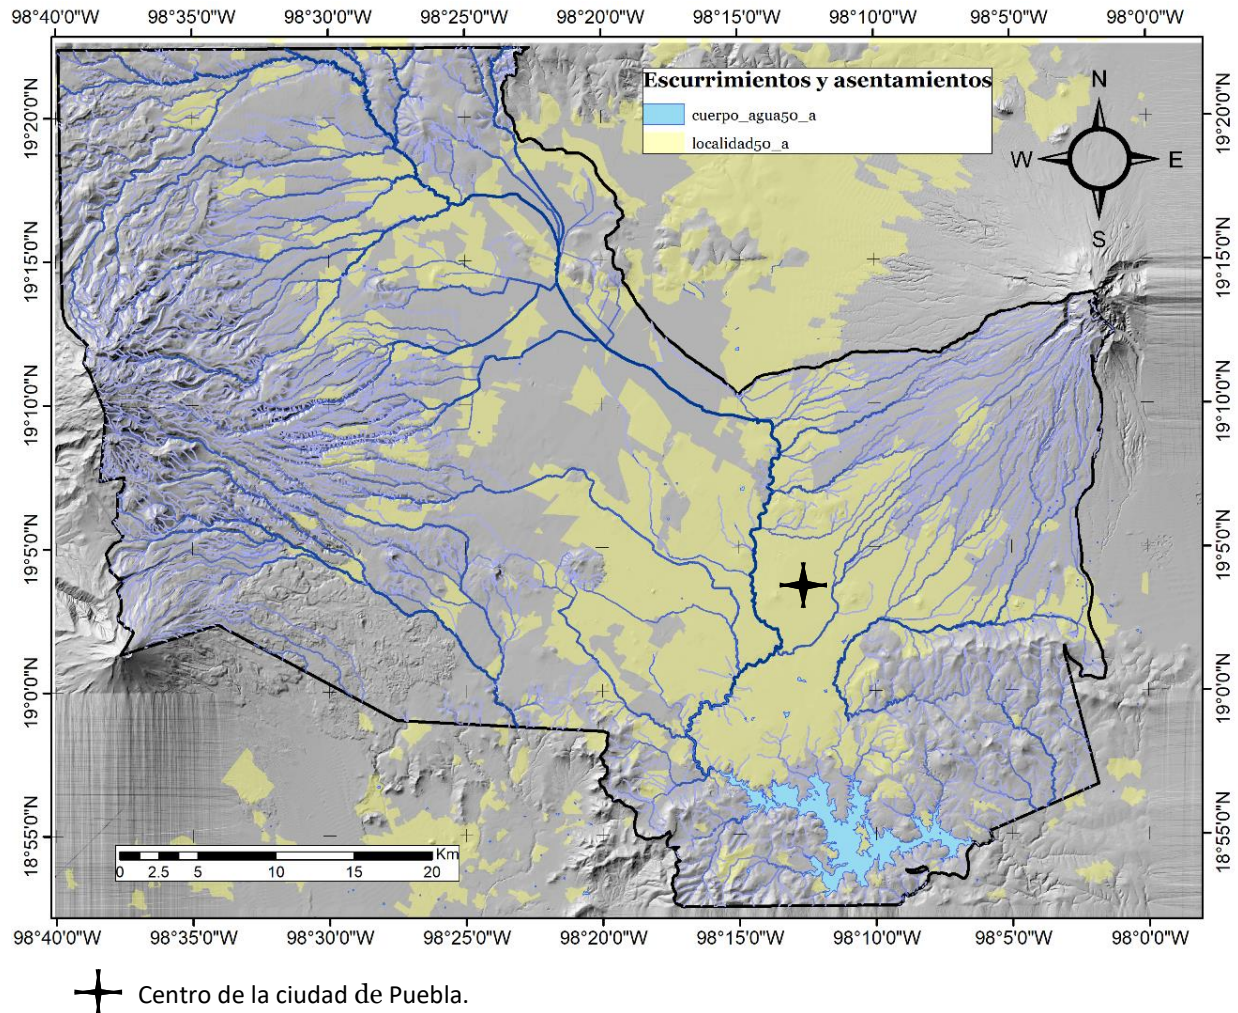 98°40'0"W 98°35'0"W 98°30'0"W 98°25'0"W 98°20'0"W 98°15'0"W 98°10'0"W 98°5'0"W 98°0'0"W
Escurrimientos y asentamientos
cuerpo_agua50_a
localidad50_a
N
W E
S
19°20'0"N 19°20'0"N
19°15'0"N 19°15'0"N
19°10'0"N 19°10'0"N
19°5'0"N 19°5'0"N
19°0'0"N 19°0'0"N
18°55'0"N 18°55'0"N
Km
0 2.5 5 10 15 20
98°40'0"W 98°35'0"W 98°30'0"W 98°25'0"W 98°20'0"W 98°15'0"W 98°10'0"W 98°5'0"W 98°0'0"W
Centro de la ciudad de Puebla.